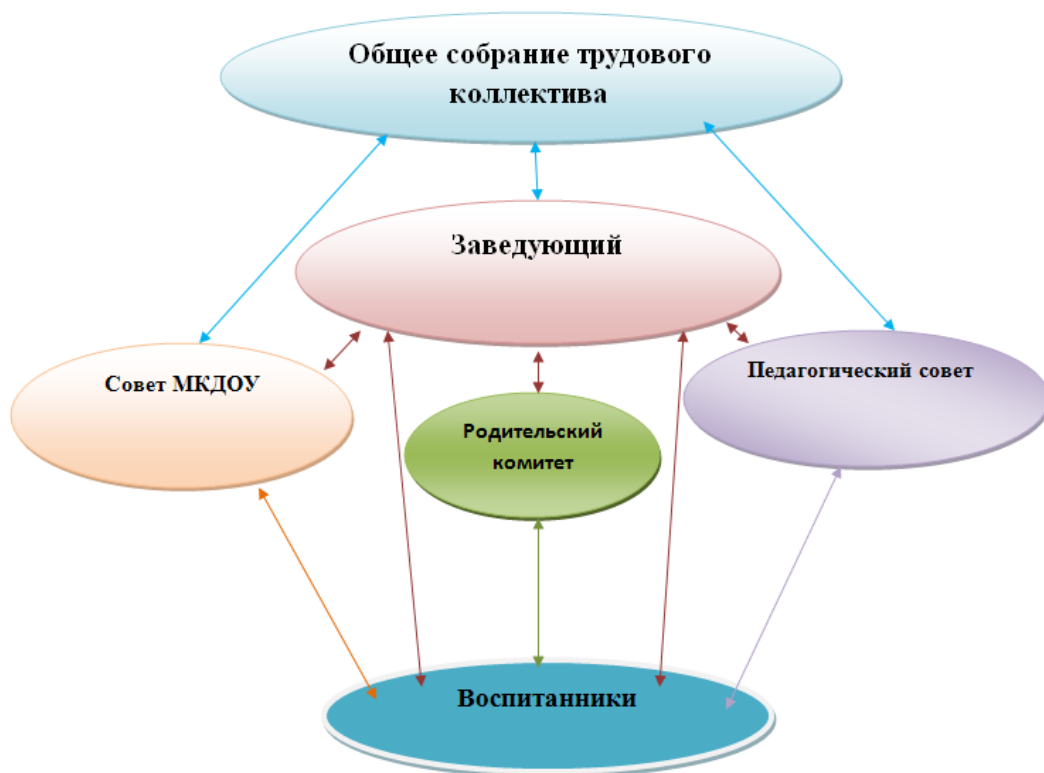 Общее собрание трудового
коллектива
Заведующий
Совет МКДОУ
Родительский
комитет
Педагогический совет
Воспитанники